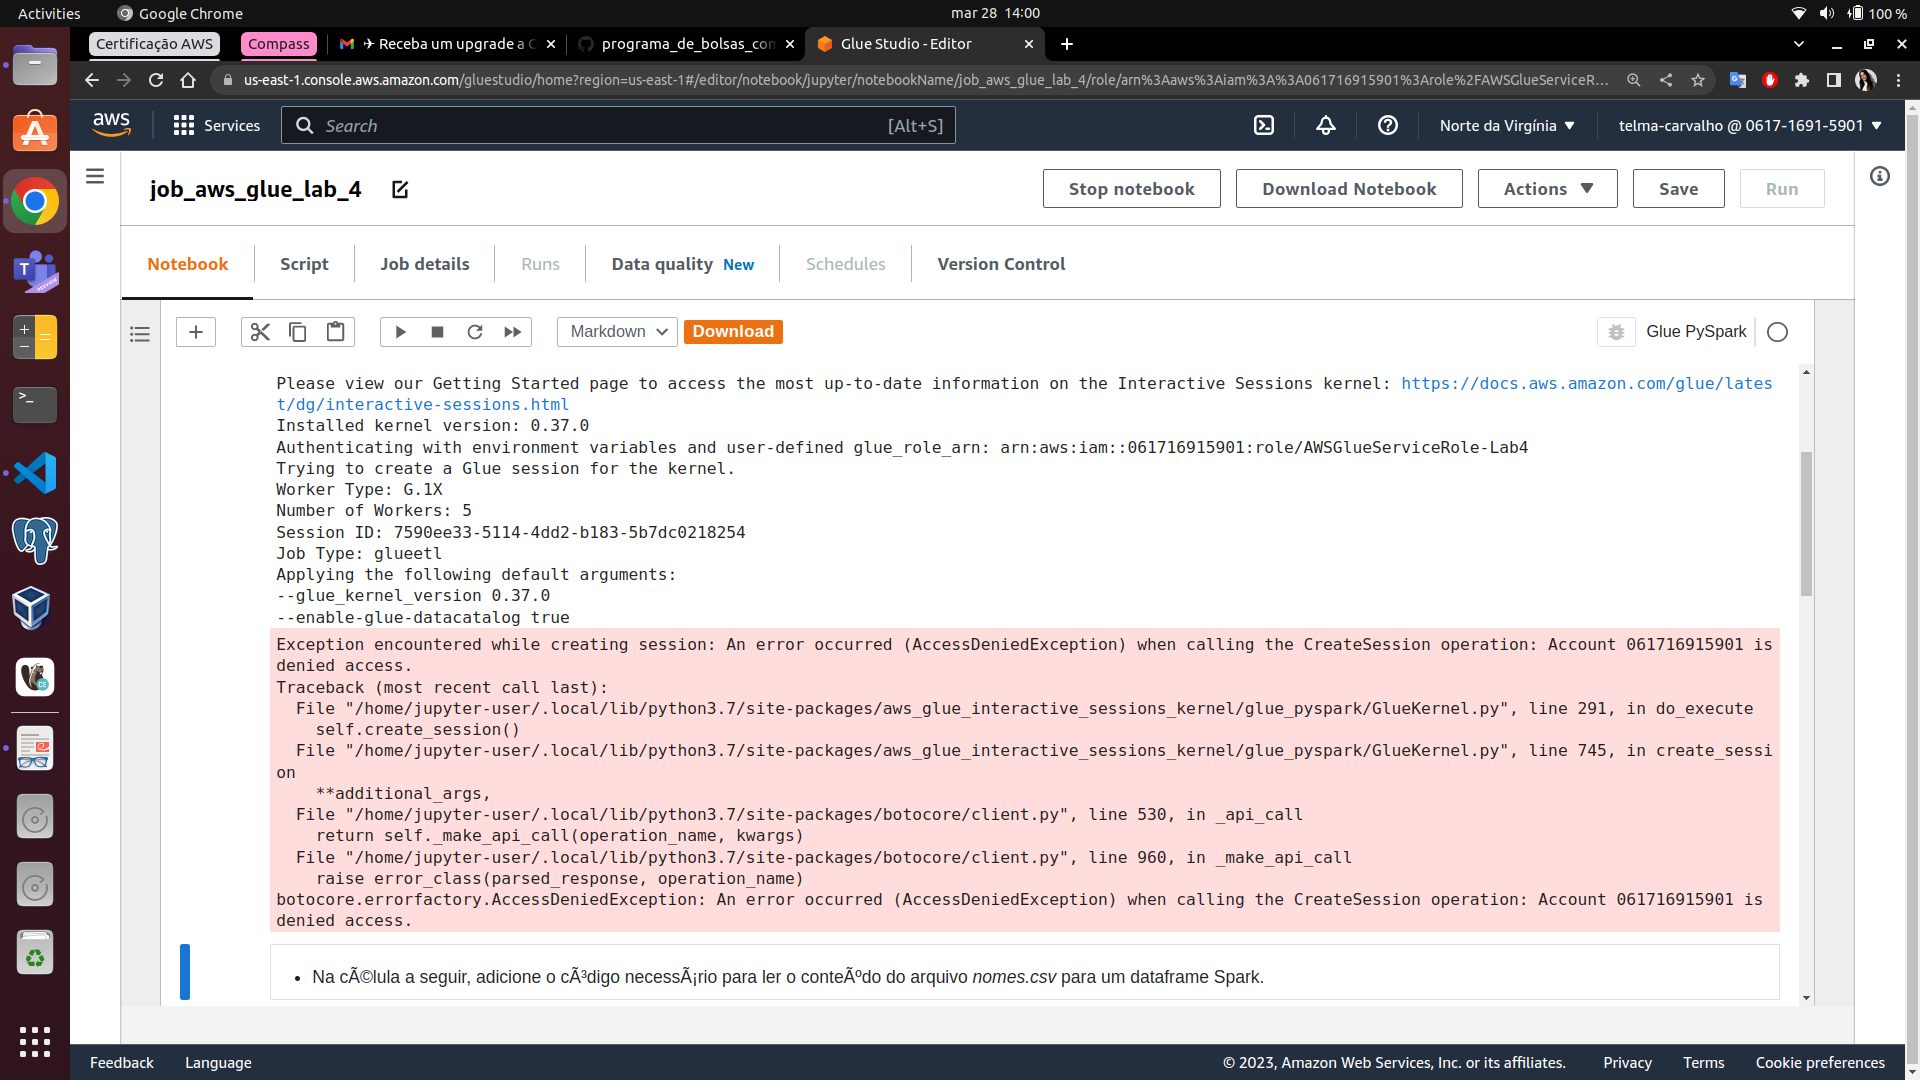 Activities
Google Chrome
mar 28 14:00
100 %
Certificação AWS
Compass
✈ Receba um upgrade a C
programa_de_bolsas_con
Glue Studio - Editor
us-east-1.console.aws.amazon.com/gluestudio/home?region=us-east-1#/editor/notebook/jupyter/notebookName/job_aws_glue_lab_4/role/arn%3Aaws%3Aiam%3A%3A061716915901%3Arole%2FAWSGlueServiceR...
aws
Services
Search
[Alt+S]
Norte da Virgínia
telma-carvalho @ 0617-1691-5901
job_aws_glue_lab_4
Stop notebook
Download Notebook
Actions
Save
Run
Notebook
Script
Job details
Runs
Data quality New
Schedules
Version Control
Markdown
Download
Glue PySpark
Please view our Getting Started page to access the most up-to-date information on the Interactive Sessions kernel: https://docs.aws.amazon.com/glue/lates
t/dg/interactive-sessions.html
Installed kernel version: 0.37.0
Authenticating with environment variables and user-defined glue_role_arn: arn:aws:iam::061716915901:role/AWSGlueServiceRole-Lab4
Trying to create a Glue session for the kernel.
Worker Type: G.1X
Number of Workers: 5
Session ID: 7590ee33-5114-4dd2-b183-5b7dc0218254
Job Type: glueetl
Applying the following default arguments:
--glue_kernel_version 0.37.0
--enable-glue-datacatalog true
Exception encountered while creating session: An error occurred (AccessDeniedException) when calling the CreateSession operation: Account 061716915901 is
denied access.
Traceback (most recent call last):
File "/home/jupyter-user/.local/lib/python3.7/site-packages/aws_glue_interactive_sessions_kernel/glue_pyspark/GlueKernel.py", line 291, in do_execute
self.create_session()
File "/home/jupyter-user/.local/lib/python3.7/site-packages/aws_glue_interactive_sessions_kernel/glue_pyspark/GlueKernel.py", line 745, in create_sessi
on
**additional_args,
File "/home/jupyter-user/.local/lib/python3.7/site-packages/botocore/client.py", line 530, in _api_call
return self._make_api_call(operation_name, kwargs)
File "/home/jupyter-user/.local/lib/python3.7/site-packages/botocore/client.py", line 960, in _make_api_call
raise error_class(parsed_response, operation_name)
botocore.errorfactory.AccessDeniedException: An error occurred (AccessDeniedException) when calling the CreateSession operation: Account 061716915901 is
denied access.
• Na cÃ©lula a seguir, adicione o cÃ³digo necessÃ¡rio para ler o conteÃºdo do arquivo nomes.csv para um dataframe Spark.
Feedback
Language
© 2023, Amazon Web Services, Inc. or its affiliates.
Privacy
Terms
Cookie preferences